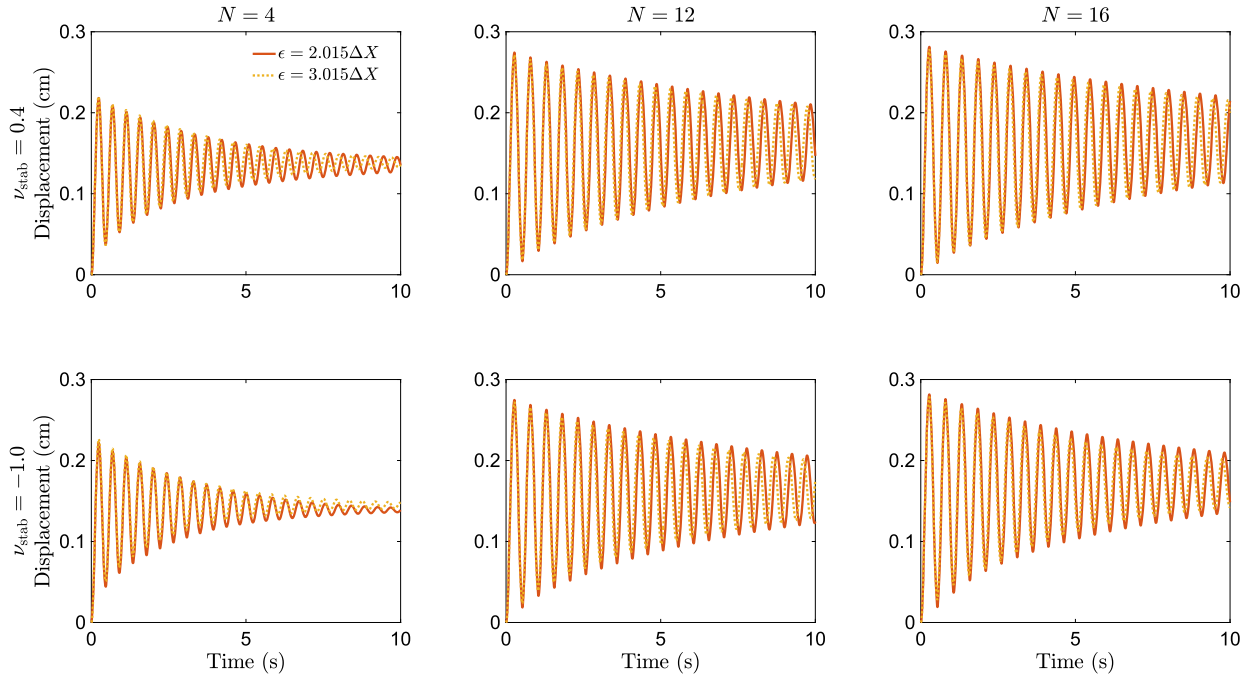 N = 4
N = 12
N = 16
ν_stab = 0.4
Displacement (cm)
0.3
0.2
0.1
0
ϵ = 2.015ΔX
ϵ = 3.015ΔX
0 5 10
0.3
0.2
0.1
0
0 5 10
0.3
0.2
0.1
0
0 5 10
ν_stab = −1.0
Displacement (cm)
0.3
0.2
0.1
0
0 5 10
Time (s)
0.3
0.2
0.1
0
0 5 10
Time (s)
0.3
0.2
0.1
0
0 5 10
Time (s)